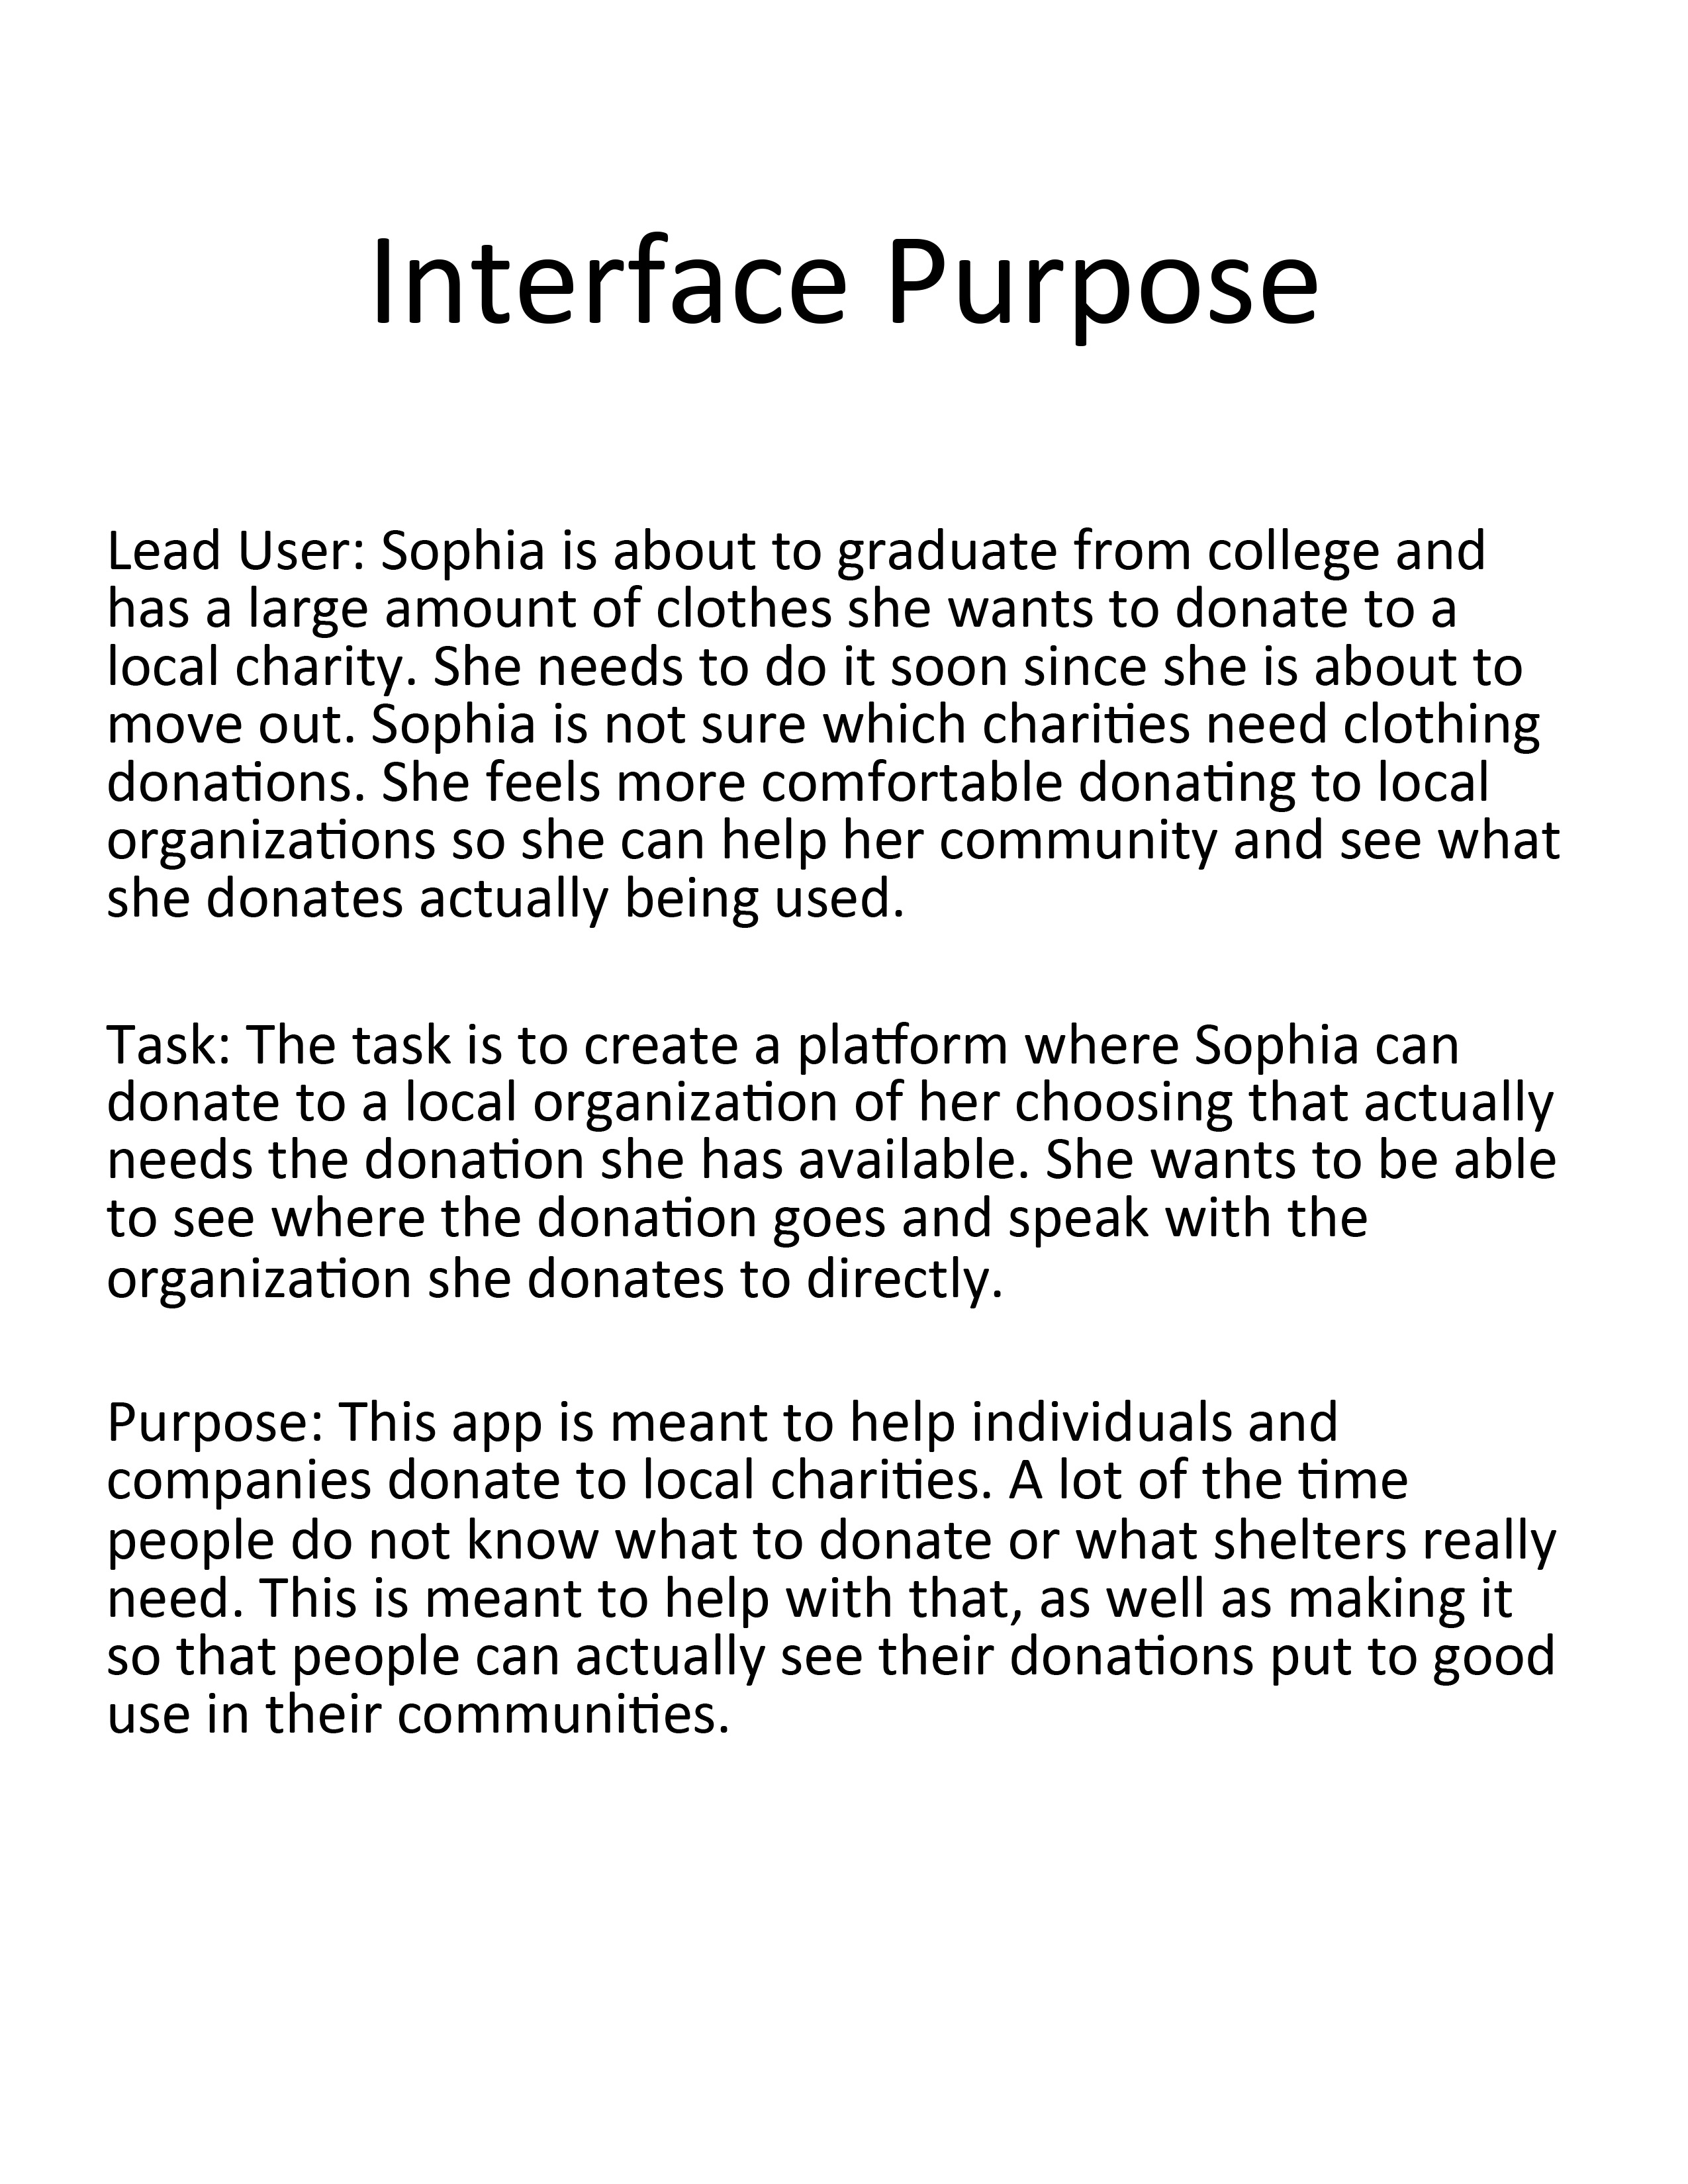 Interface Purpose
Lead User: Sophia is about to graduate from college and
has a large amount of clothes she wants to donate to a
local charity. She needs to do it soon since she is about to
move out. Sophia is not sure which charities need clothing
donations. She feels more comfortable donating to local
organizations so she can help her community and see what
she donates actually being used.
Task: The task is to create a platform where Sophia can
donate to a local organization of her choosing that actually
needs the donation she has available. She wants to be able
to see where the donation goes and speak with the
organization she donates to directly.
Purpose: This app is meant to help individuals and
companies donate to local charities. A lot of the time
people do not know what to donate or what shelters really
need. This is meant to help with that, as well as making it
so that people can actually see their donations put to good
use in their communities.